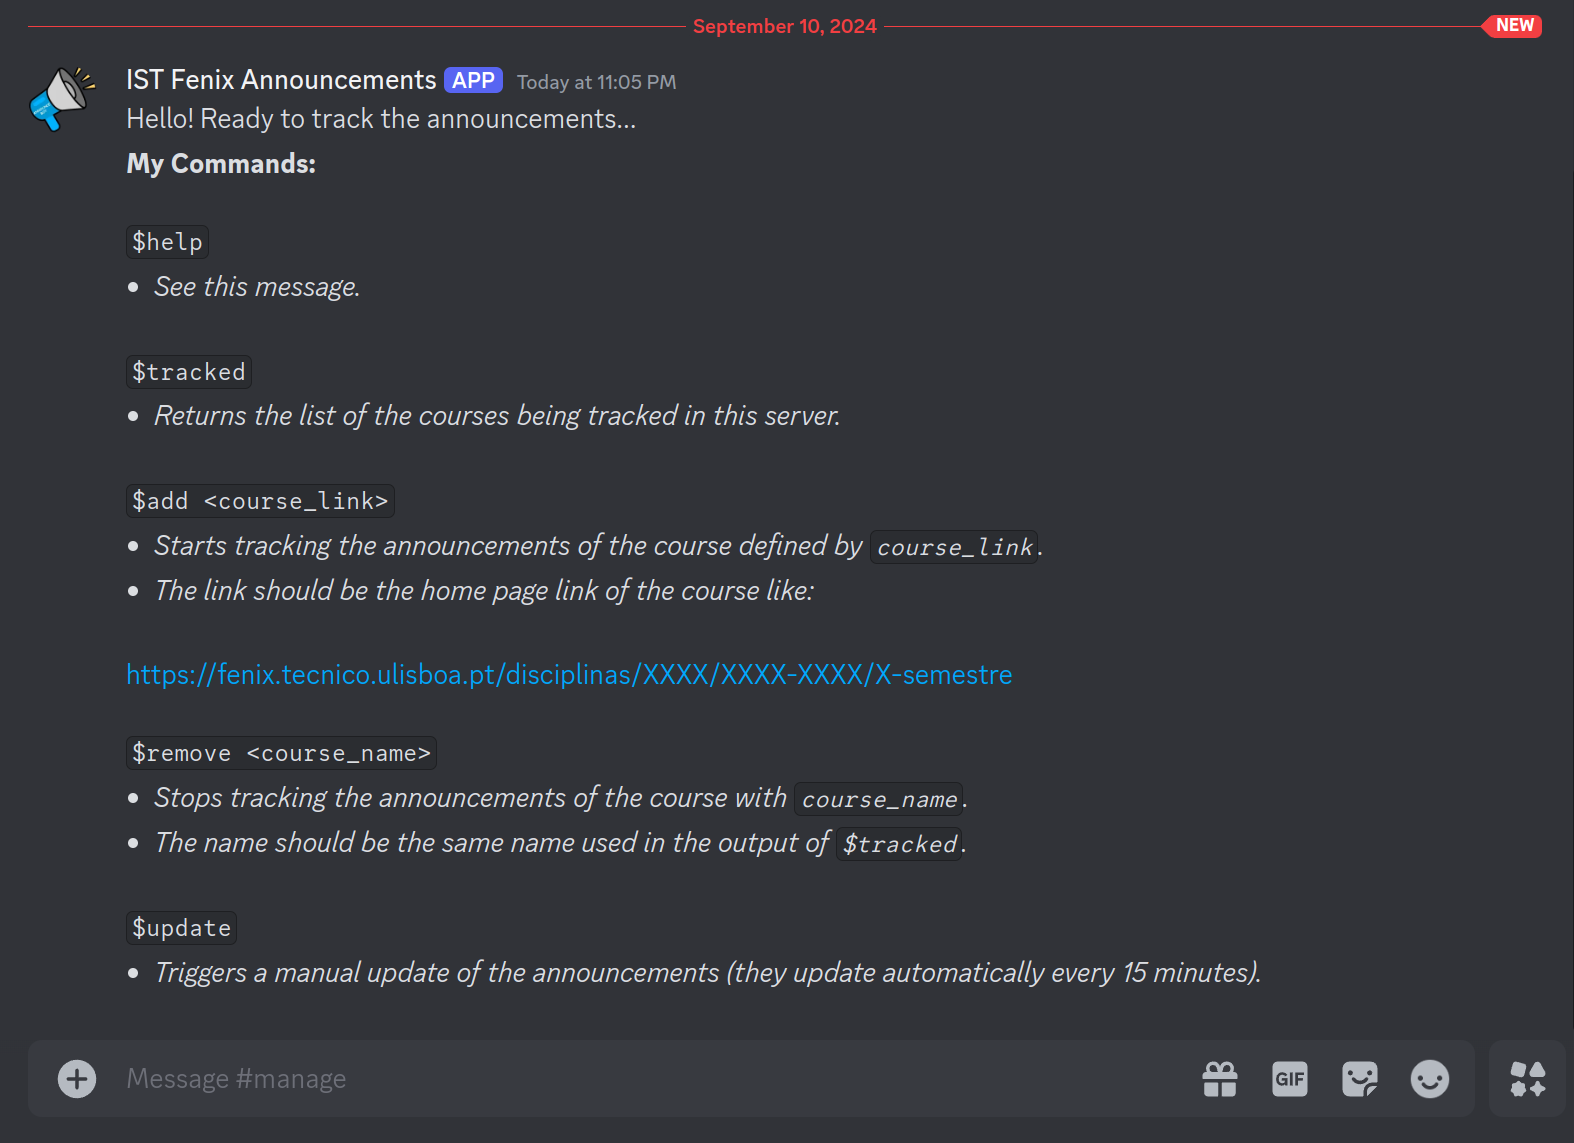 September 10, 2024
NEW
IST Fenix Announcements APP Today at 11:05 PM
Hello! Ready to track the announcements...
My Commands:
$help
• See this message.
$tracked
• Returns the list of the courses being tracked in this server.
$add <course_link>
• Starts tracking the announcements of the course defined by course_link.
• The link should be the home page link of the course like:
https://fenix.tecnico.ulisboa.pt/disciplinas/XXXX/XXXX-XXXX/X-semestre
$remove <course_name>
• Stops tracking the announcements of the course with course_name.
• The name should be the same name used in the output of $tracked.
$update
• Triggers a manual update of the announcements (they update automatically every 15 minutes).
Message #manage
GIF